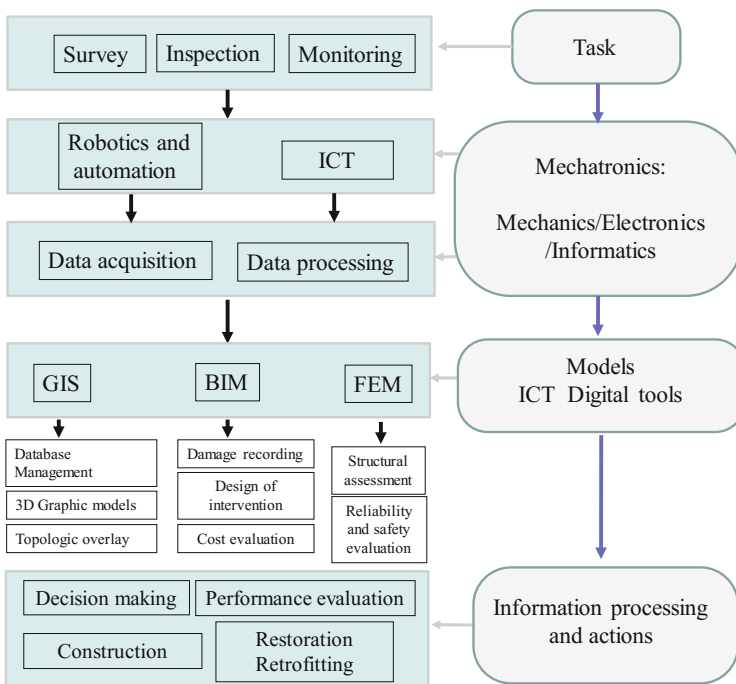 Survey
Inspection
Monitoring
Task
Robotics and
automation
ICT
Mechatronics:
Mechanics/Electronics
/Informatics
Data acquisition
Data processing
GIS
BIM
FEM
Models
ICT Digital tools
Database
Management
3D Graphic models
Topologic overlay
Damage recording
Design of
intervention
Cost evaluation
Structural
assessment
Reliability
and safety
evaluation
Decision making
Performance evaluation
Construction
Restoration
Retrofitting
Information processing
and actions